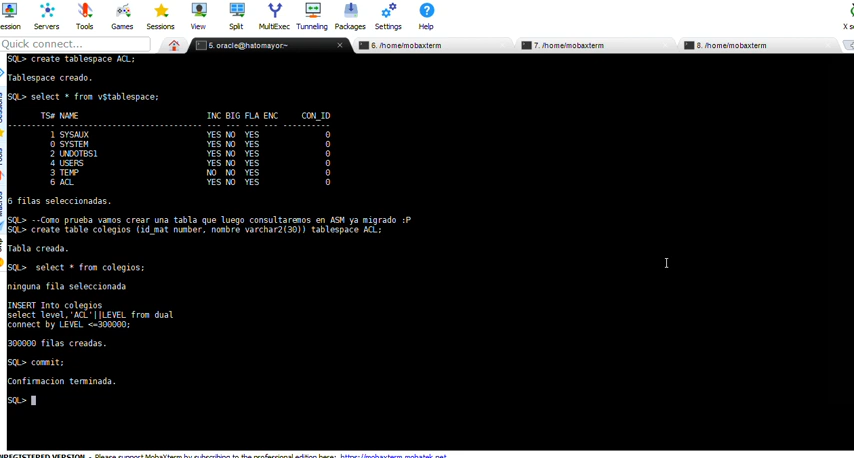 ession Servers Tools Games Sessions View Split MultiExec Tunneling Packages Settings Help X s
Quick connect...
5. oracle@hatomayor:~
6. /home/mobaxterm
7. /home/mobaxterm
8. /home/mobaxterm
SQL> create tablespace ACL;
Tablespace creado.
SQL> select * from v$tablespace;
TS# NAME INC BIG FLA ENC CON_ID
---------- ------------------------------ --- --- --- --- ----------
1 SYSAUX YES NO YES 0
0 SYSTEM YES NO YES 0
2 UNDOTBS1 YES NO YES 0
4 USERS YES NO YES 0
3 TEMP NO NO YES 0
6 ACL YES NO YES 0
6 filas seleccionadas.
SQL> --Como prueba vamos crear una tabla que luego consultaremos en ASM ya migrado :P
SQL> create table colegios (id_mat number, nombre varchar2(30)) tablespace ACL;
Tabla creada.
SQL>  select * from colegios;
ninguna fila seleccionada
INSERT Into colegios
select level,'ACL'||LEVEL from dual
connect by LEVEL <=300000;
300000 filas creadas.
SQL> commit;
Confirmacion terminada.
SQL>
NREGISTERED VERSION - Please support MobaXterm by subscribing to the professional edition here: https://mobaxterm.mobatek.net